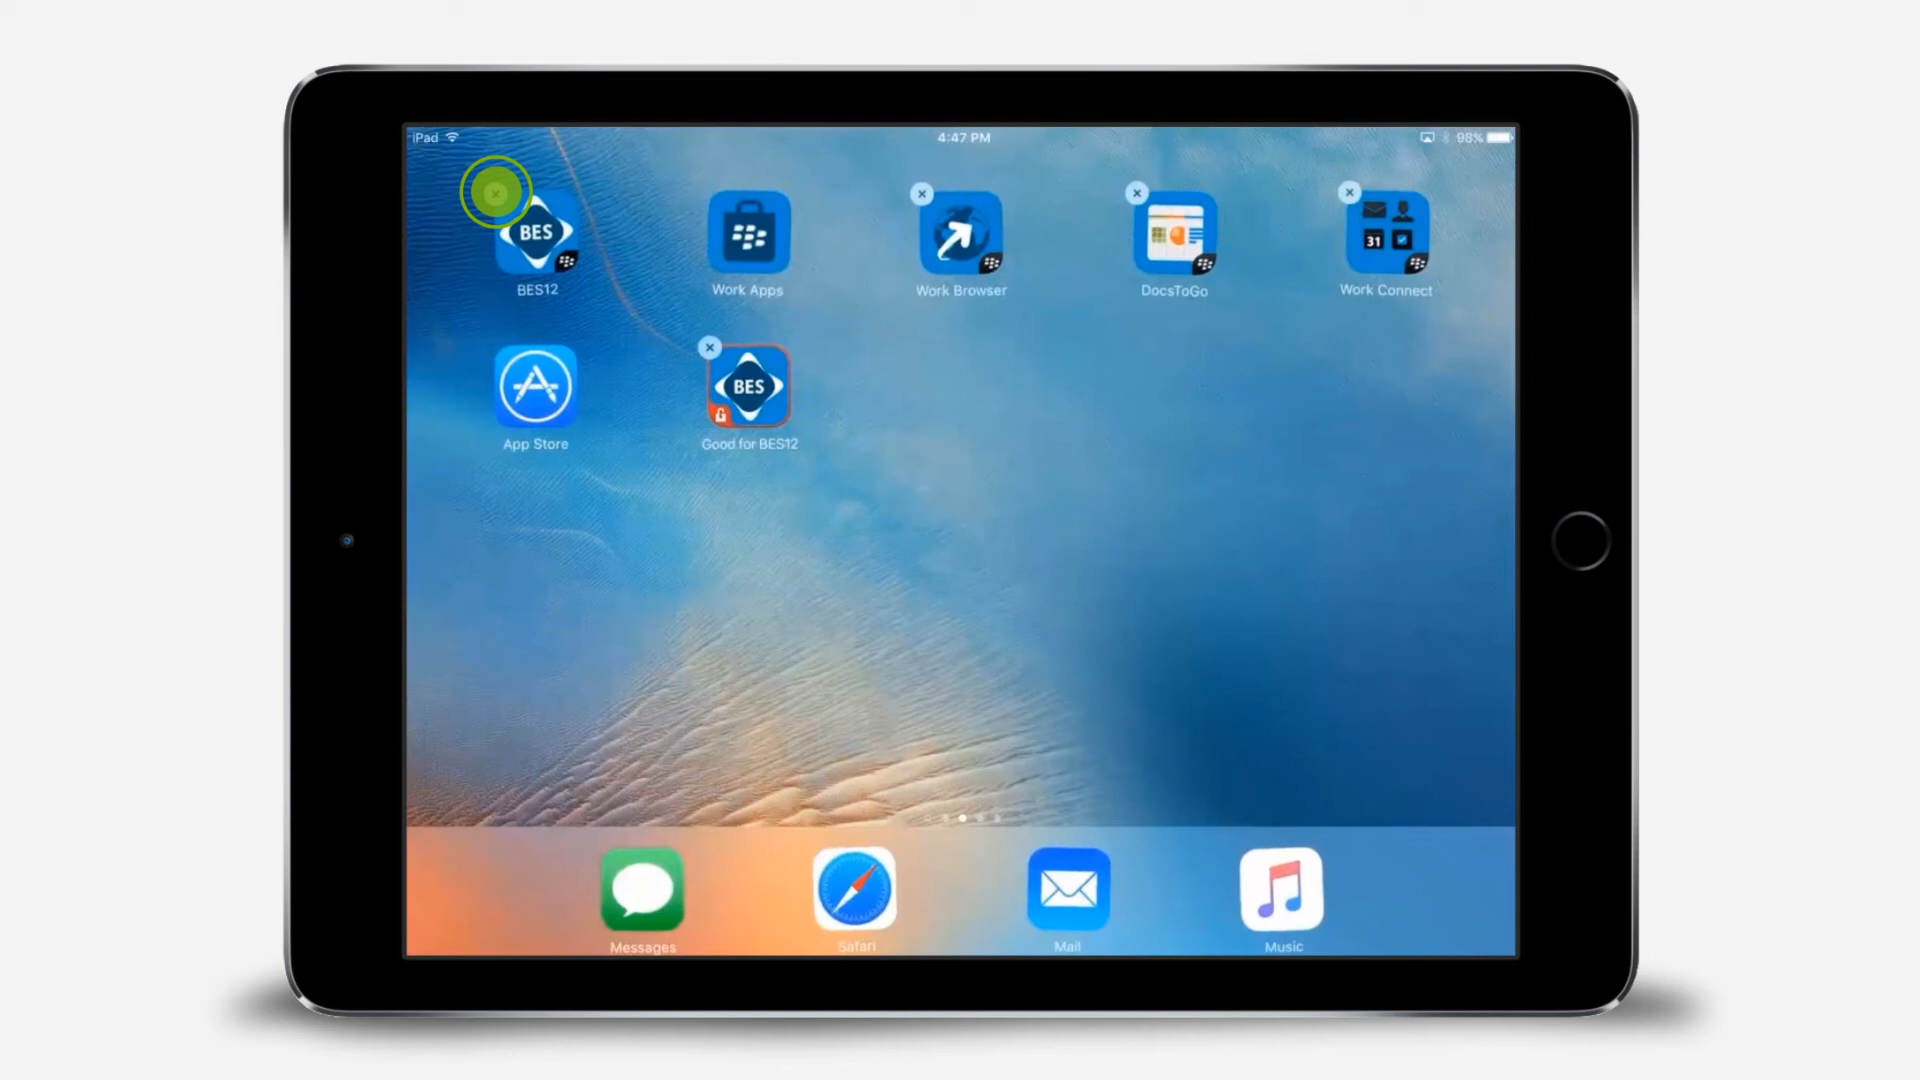 iPad 4:47 PM 98%
BES BES12
Work Apps
Work Browser
DocsToGo
31 Work Connect
App Store
BES Good for BES12
Messages Safari Mail Music